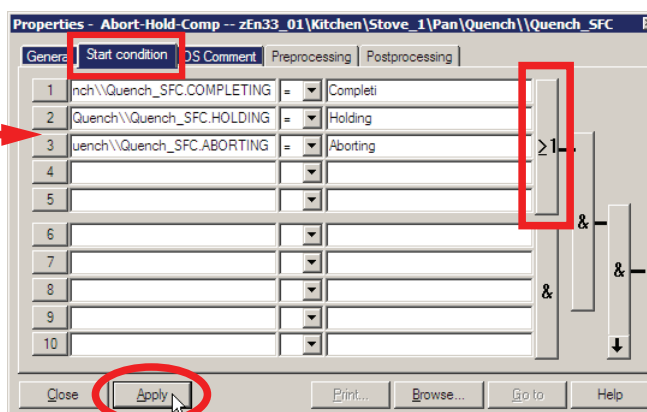 Properties - Abort-Hold-Comp -- zEn33_01\Kitchen\Stove_1\Pan\Quench\\Quench_SFC
General Start condition OS Comment Preprocessing Postprocessing
1 nch\\Quench_SFC.COMPLETING = Completi
2 Quench\\Quench_SFC.HOLDING = Holding
3 uench\\Quench_SFC.ABORTING = Aborting
4
5
≥1
&
6
7
8
9
10
&
&
Close Apply Print... Browse... Go to Help